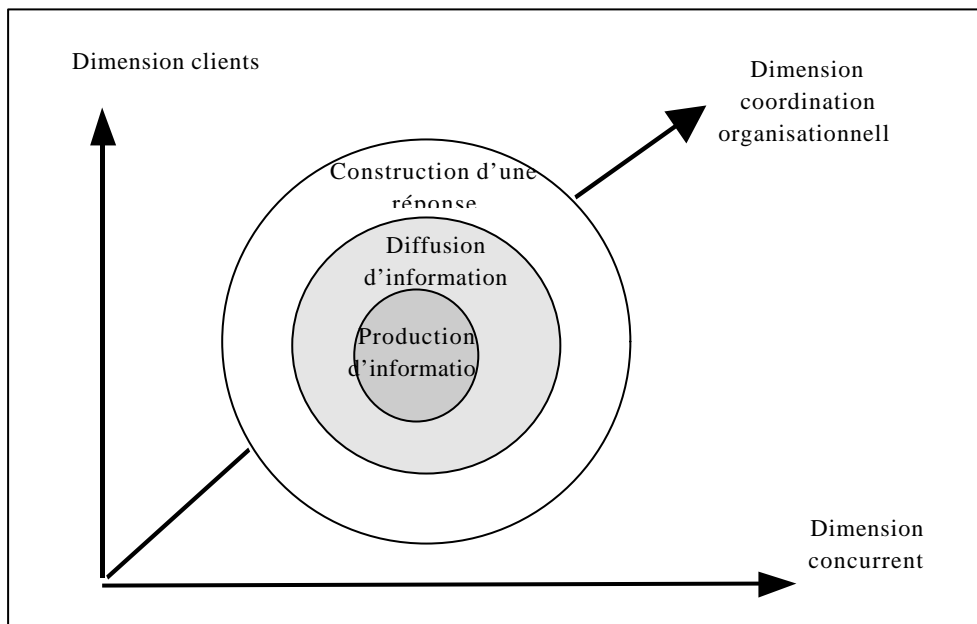 Dimension clients
Dimension
coordination
organisationnell
Construction d’une
réponse
Diffusion
d’information
Production
d’informatio
Dimension
concurrent